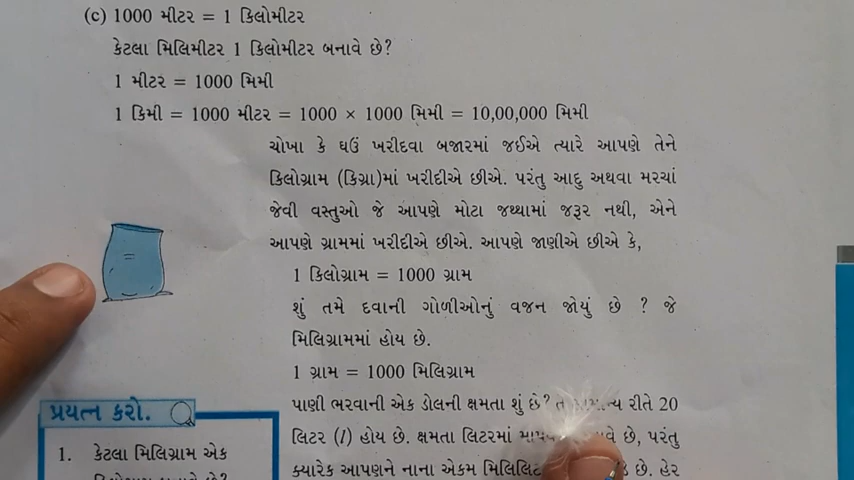 (c) 1000 મીટર = 1 કિલોમીટર
કેટલા મિલિમીટર 1 કિલોમીટર બનાવે છે?
1 મીટર = 1000 મિમી
1 કિમી = 1000 મીટર = 1000 × 1000 મિમી = 10,00,000 મિમી
ચોખા કે ઘઉં ખરીદવા બજારમાં જઈએ ત્યારે આપણે તેને
કિલોગ્રામ (કિગ્રા)માં ખરીદીએ છીએ. પરંતુ આદુ અથવા મરચાં
જેવી વસ્તુઓ જે આપણે મોટા જથ્થામાં જરૂર નથી, એને
આપણે ગ્રામમાં ખરીદીએ છીએ. આપણે જાણીએ છીએ કે,
1 કિલોગ્રામ = 1000 ગ્રામ
શું તમે દવાની ગોળીઓનું વજન જોયું છે ? જે
મિલિગ્રામમાં હોય છે.
1 ગ્રામ = 1000 મિલિગ્રામ
પાણી ભરવાની એક ડોલની ક્ષમતા શું છે? રીતે 20
લિટર (l) હોય છે. ક્ષમતા લિટરમાં છે, પરંતુ
ક્યારેક આપણને નાના એકમ છે. હેર
પ્રયત્ન કરો.
1. કેટલા મિલિગ્રામ એક